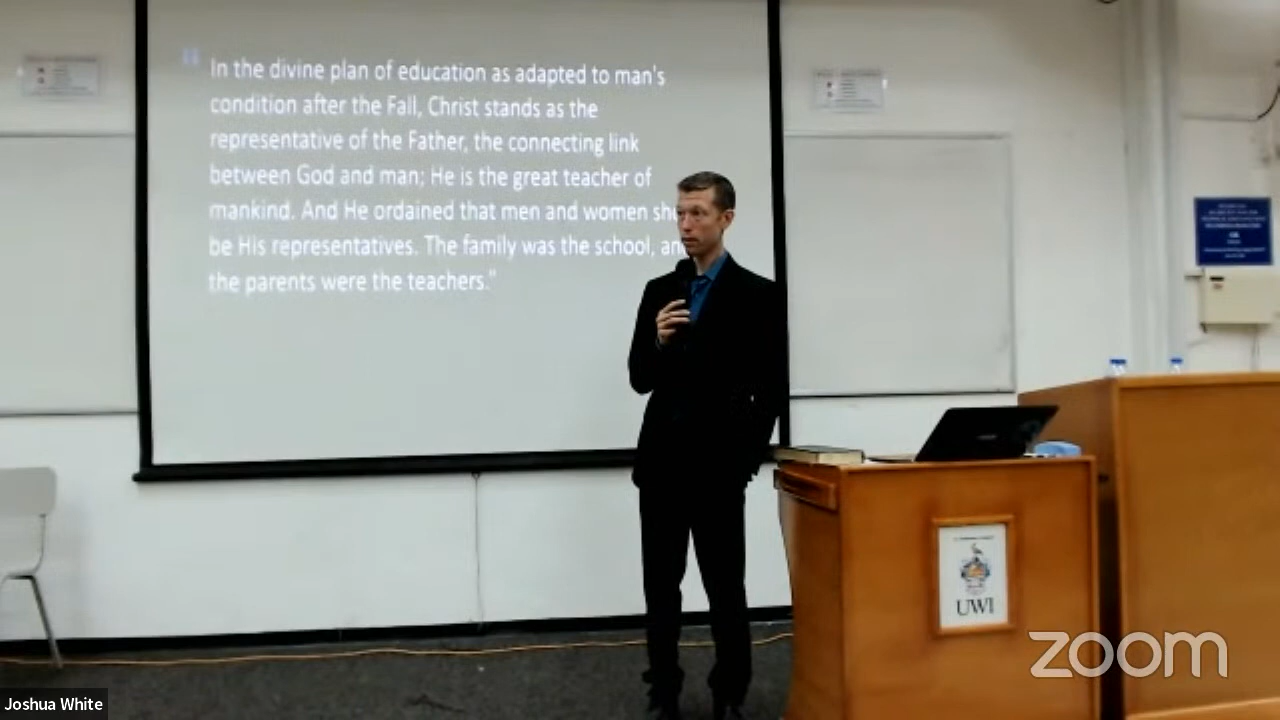 "
In the divine plan of education as adapted to man's
condition after the Fall, Christ stands as the
representative of the Father, the connecting link
between God and man; He is the great teacher of
mankind. And He ordained that men and women sh
be His representatives. The family was the school, an
the parents were the teachers."
UWI
zoom
Joshua White